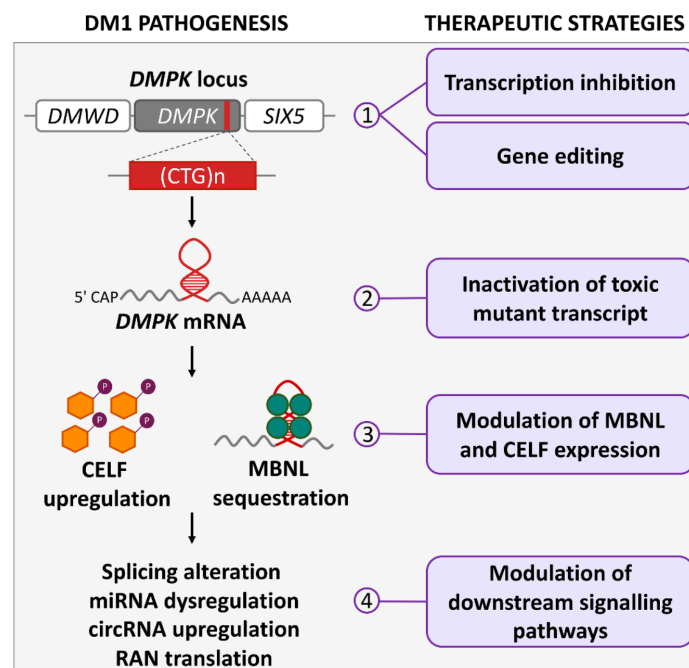 DM1 PATHOGENESIS
THERAPEUTIC STRATEGIES
DMPK locus
DMWD
DMPK
SIX5
(CTG)n
1
Transcription inhibition
Gene editing
5' CAP
AAAAA
DMPK mRNA
2
Inactivation of toxic
mutant transcript
P
P
P
P
CELF
upregulation
MBNL
sequestration
3
Modulation of MBNL
and CELF expression
Splicing alteration
miRNA dysregulation
circRNA upregulation
RAN translation
4
Modulation of
downstream signalling
pathways